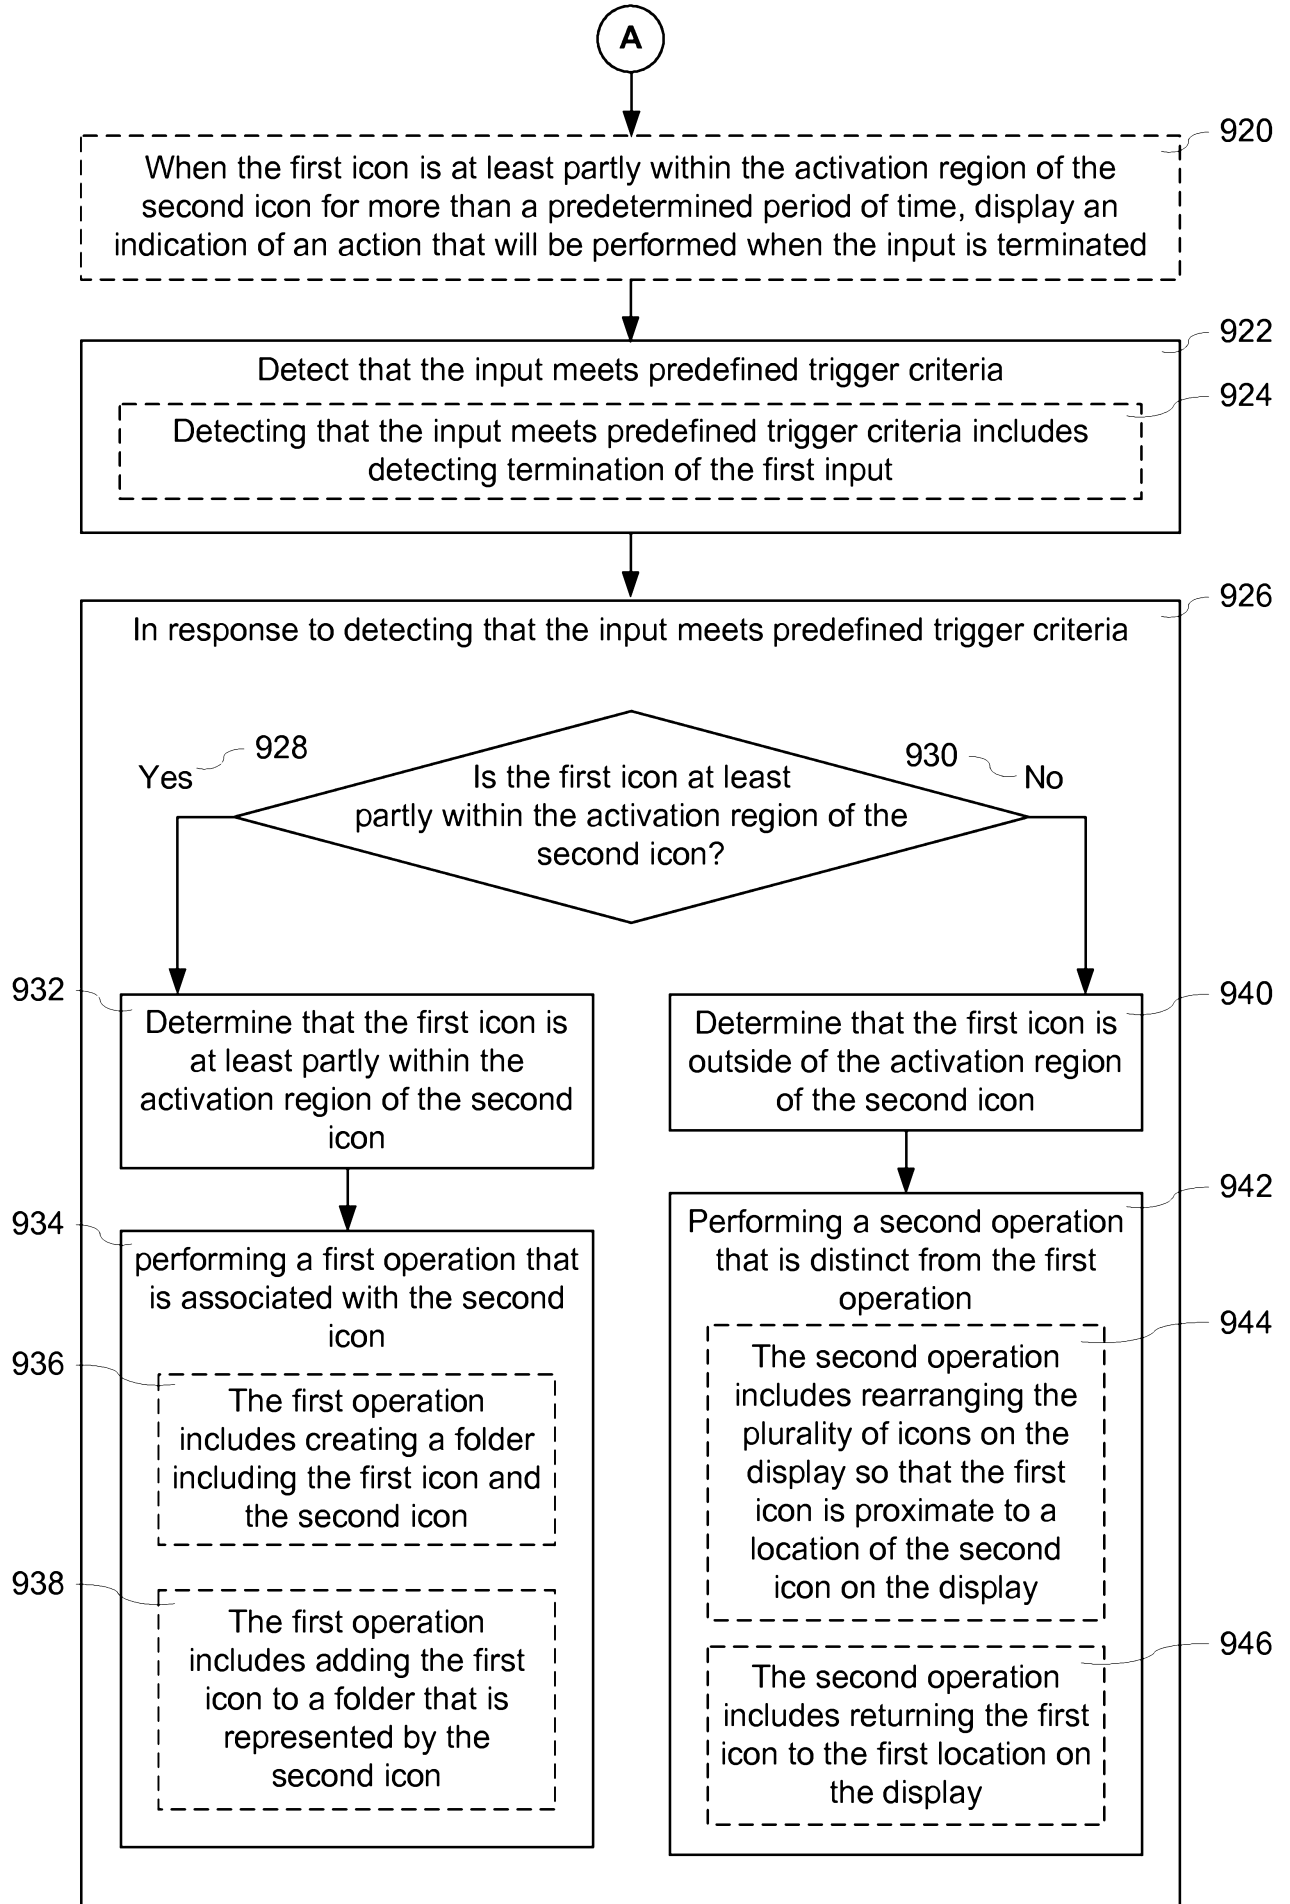 A
920
When the first icon is at least partly within the activation region of the
second icon for more than a predetermined period of time, display an
indication of an action that will be performed when the input is terminated
922
Detect that the input meets predefined trigger criteria
924
Detecting that the input meets predefined trigger criteria includes
detecting termination of the first input
926
In response to detecting that the input meets predefined trigger criteria
Yes
928
Is the first icon at least
partly within the activation region of the
second icon?
930
No
932
Determine that the first icon is
at least partly within the
activation region of the second
icon
934
performing a first operation that
is associated with the second
icon
936
The first operation
includes creating a folder
including the first icon and
the second icon
938
The first operation
includes adding the first
icon to a folder that is
represented by the
second icon
940
Determine that the first icon is
outside of the activation region
of the second icon
942
Performing a second operation
that is distinct from the first
operation
944
The second operation
includes rearranging the
plurality of icons on the
display so that the first
icon is proximate to a
location of the second
icon on the display
946
The second operation
includes returning the first
icon to the first location on
the display